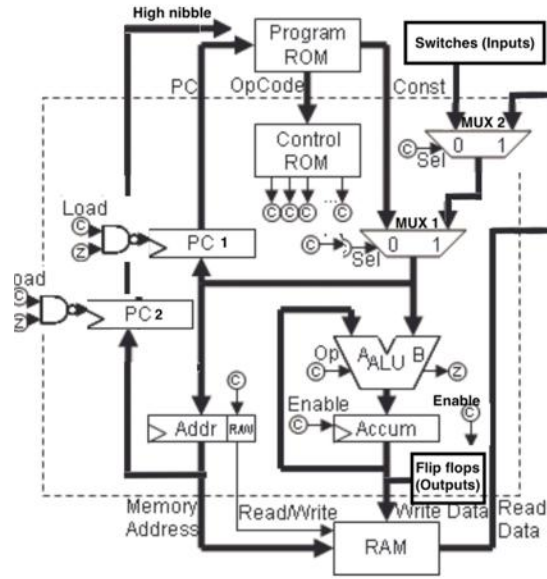 High nibble
Program
ROM
Switches (Inputs)
PC
OpCode
Const
MUX 2
0 1
C
Sel
Control
ROM
C C C ... C
Load
C
Z
PC 1
MUX 1
C
0 1
Sel
oad
C
Z
PC 2
A ALU B
Op
C
Z
C
Enable
C
Enable
C
Addr
R/W
Accum
Flip flops
(Outputs)
Memory
Address
Read/Write
Write Data
Read
Data
RAM